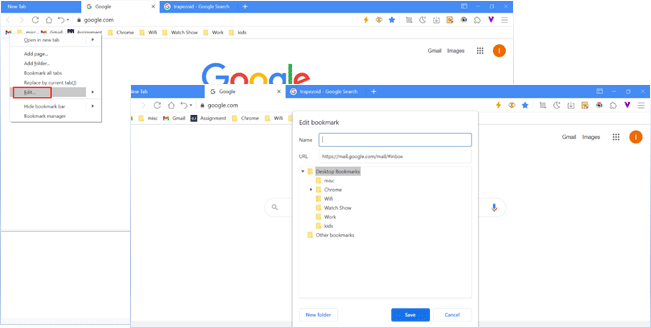 New Tab
Google
trapezoid - Google Search
google.com
misc
Gmail
Assignment
Chrome
Wifi
Watch Show
Work
kids
Open in new tab
Add page...
Add folder...
Bookmark all tabs
Replace by current tab(J)
Edit...
Hide bookmark bar
Bookmark manager
Gmail Images
I
Google
New Tab
Google
trapezoid - Google Search
google.com
misc
Gmail
Assignment
Chrome
Wifi
Gmail Images
I
Edit bookmark
Name
URL https://mail.google.com/mail/#inbox
Desktop Bookmarks
misc
Chrome
Wifi
Watch Show
Work
kids
Other bookmarks
New folder Save Cancel